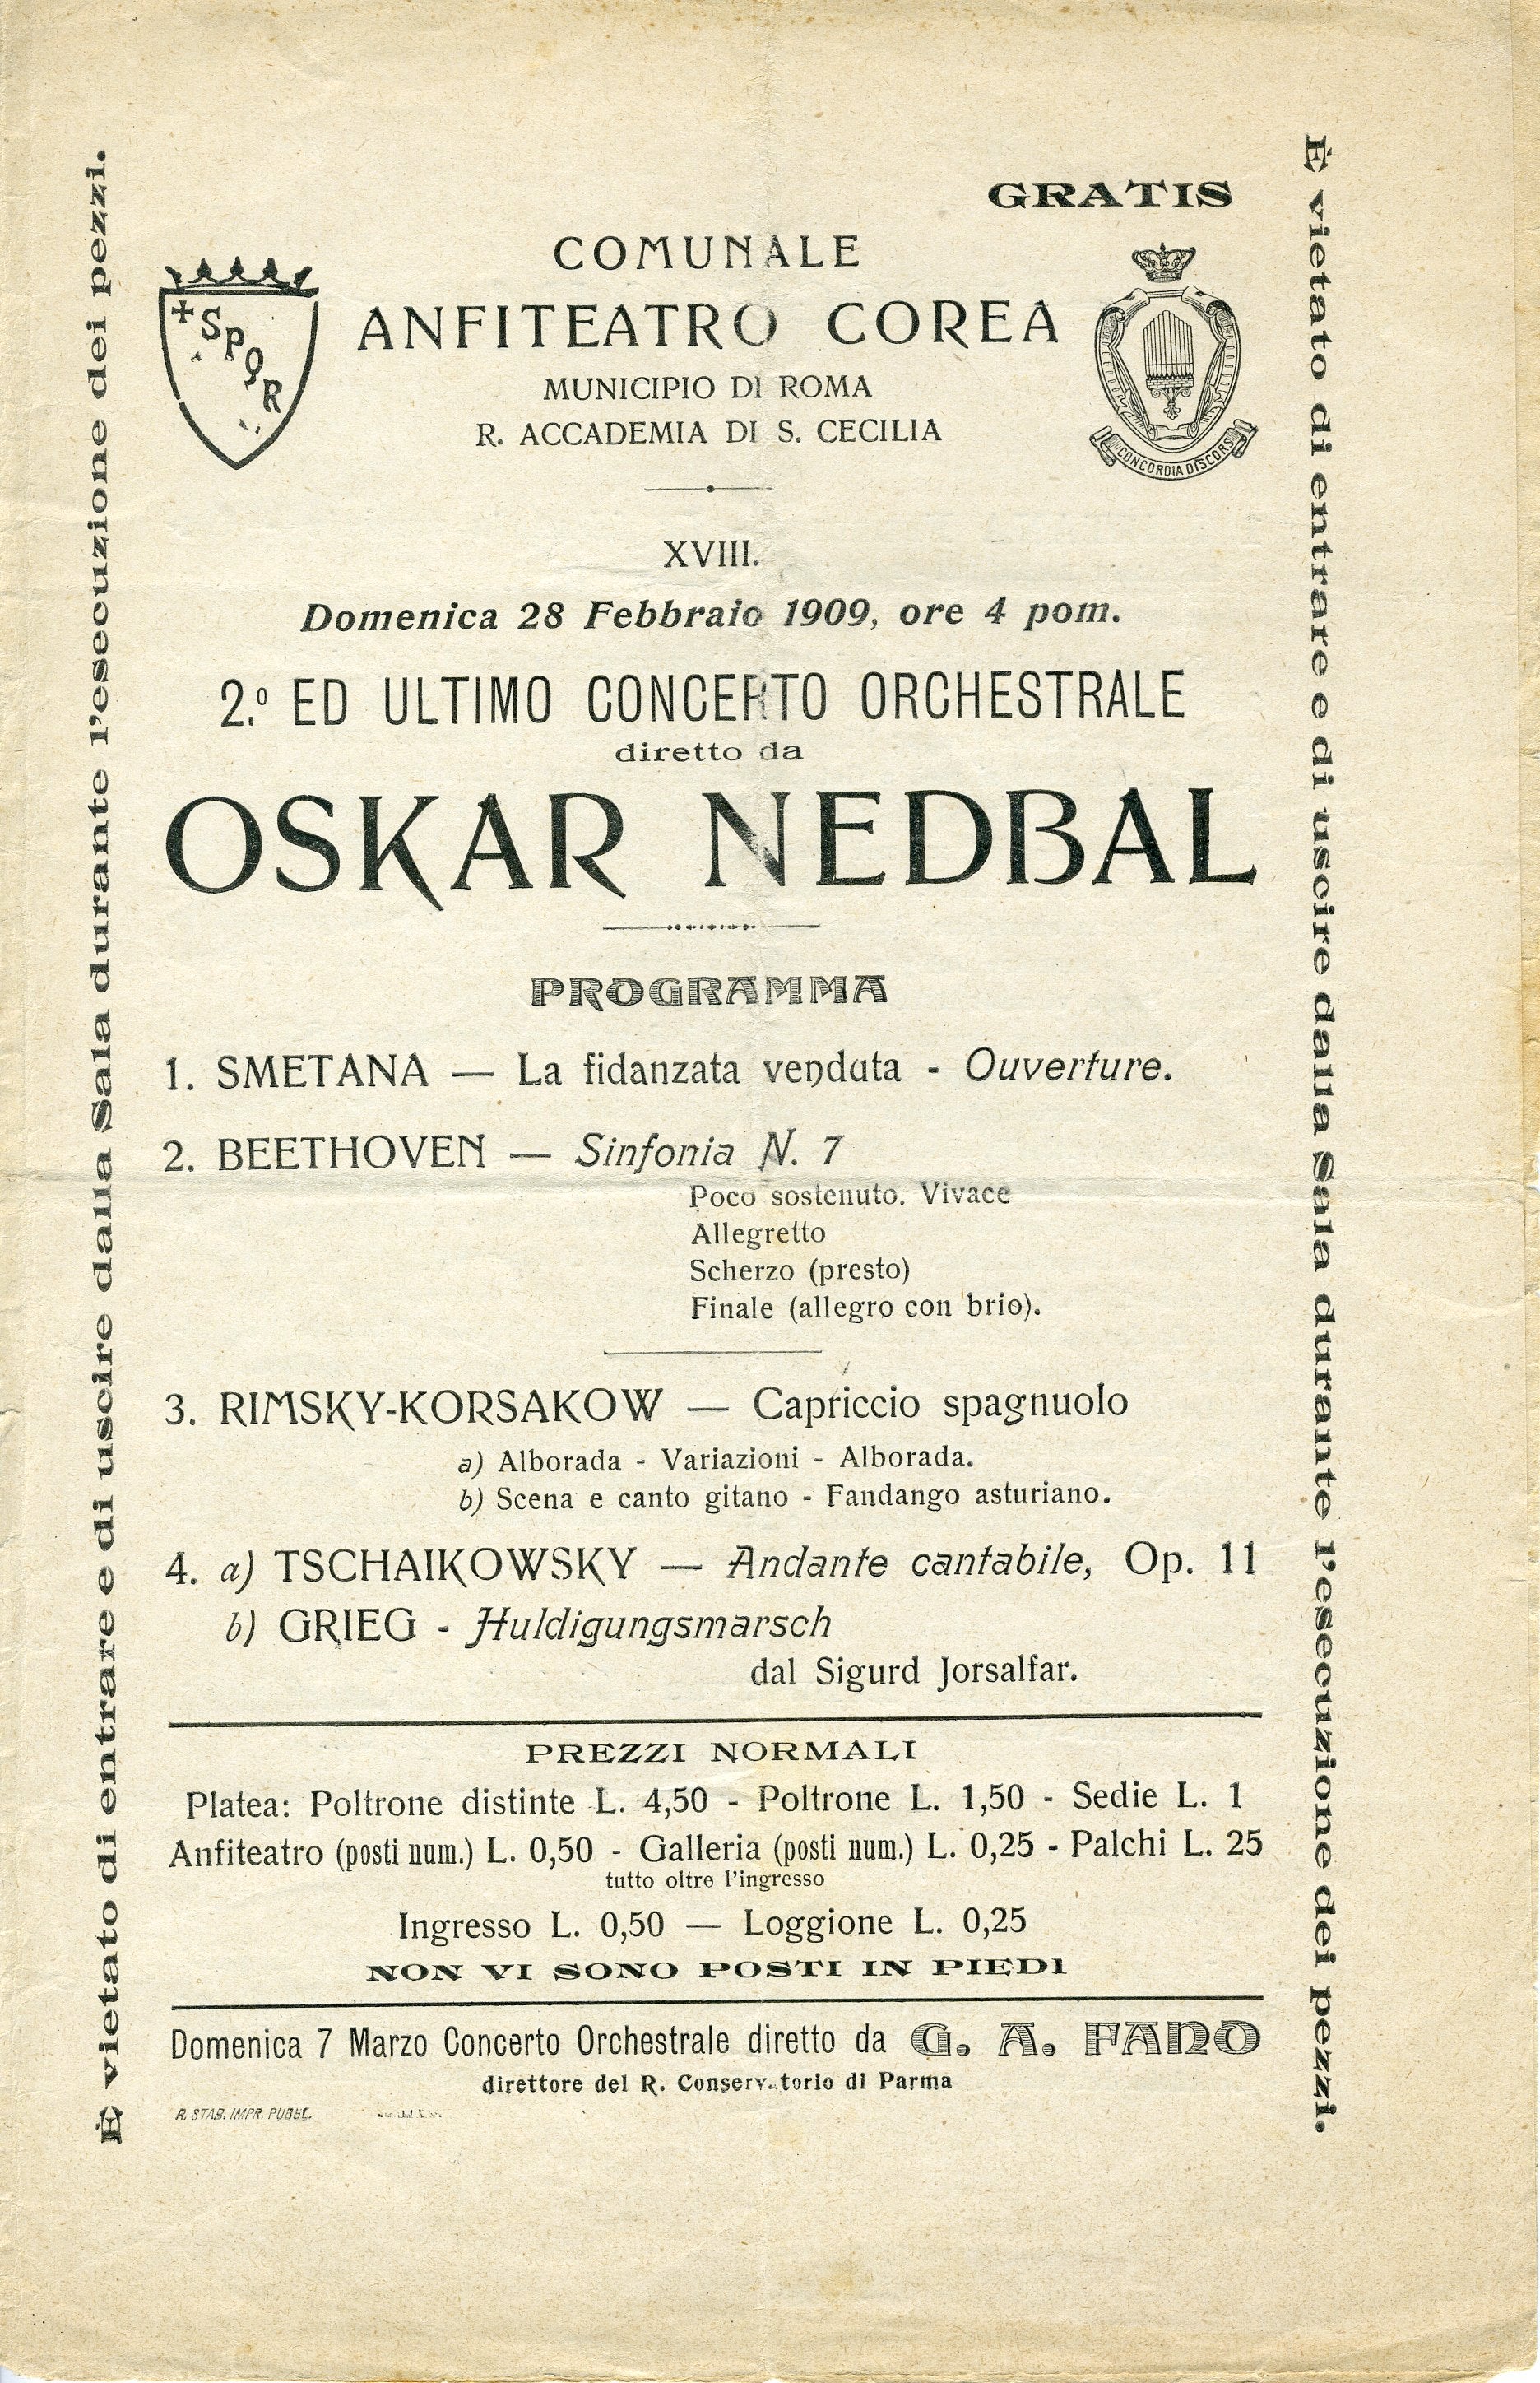 GRATIS
COMUNALE
ANFITEATRO COREA
MUNICIPIO DI ROMA
R. ACCADEMIA DI S. CECILIA
+ S P Q R
CONCORDIA DISCORS
XVIII.
Domenica 28 Febbraio 1909, ore 4 pom.
2.º ED ULTIMO CONCERTO ORCHESTRALE
diretto da
OSKAR NEDBAL
PROGRAMMA
1. SMETANA — La fidanzata venduta - Ouverture.
2. BEETHOVEN — Sinfonia N. 7
Poco sostenuto. Vivace
Allegretto
Scherzo (presto)
Finale (allegro con brio).
3. RIMSKY-KORSAKOW — Capriccio spagnuolo
a) Alborada - Variazioni - Alborada.
b) Scena e canto gitano - Fandango asturiano.
4. a) TSCHAIKOWSKY — Andante cantabile, Op. 11
b) GRIEG - Huldigungsmarsch
dal Sigurd Jorsalfar.
PREZZI NORMALI
Platea: Poltrone distinte L. 4,50 - Poltrone L. 1,50 - Sedie L. 1
Anfiteatro (posti num.) L. 0,50 - Galleria (posti num.) L. 0,25 - Palchi L. 25
tutto oltre l'ingresso
Ingresso L. 0,50 — Loggione L. 0,25
NON VI SONO POSTI IN PIEDI
Domenica 7 Marzo Concerto Orchestrale diretto da G. A. FANO
direttore del R. Conservatorio di Parma
R. STAB. IMPR. PUBBL.
È vietato di entrare e di uscire dalla Sala durante l'esecuzione dei pezzi.
È vietato di entrare e di uscire dalla Sala durante l'esecuzione dei pezzi.